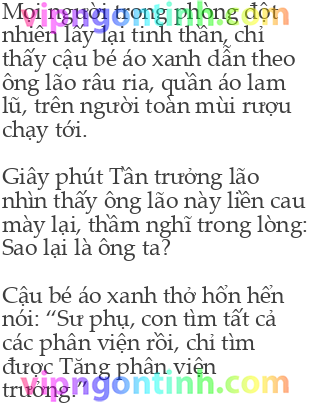 Mọi người trong phòng đột
nhiên lấy lại tinh thần, chỉ
thấy cậu bé áo xanh dẫn theo
ông lão râu ria, quần áo lam
lũ, trên người toàn mùi rượu
chạy tới.
Giây phút Tần trưởng lão
nhìn thấy ông lão này liền cau
mày lại, thầm nghĩ trong lòng:
Sao lại là ông ta?
Cậu bé áo xanh thở hổn hển
nói: “Sư phụ, con tìm tất cả
các phân viện rồi, chỉ tìm
được Tăng phân viện
trưởng.”
vipngontinh.com
vipngontinh.com